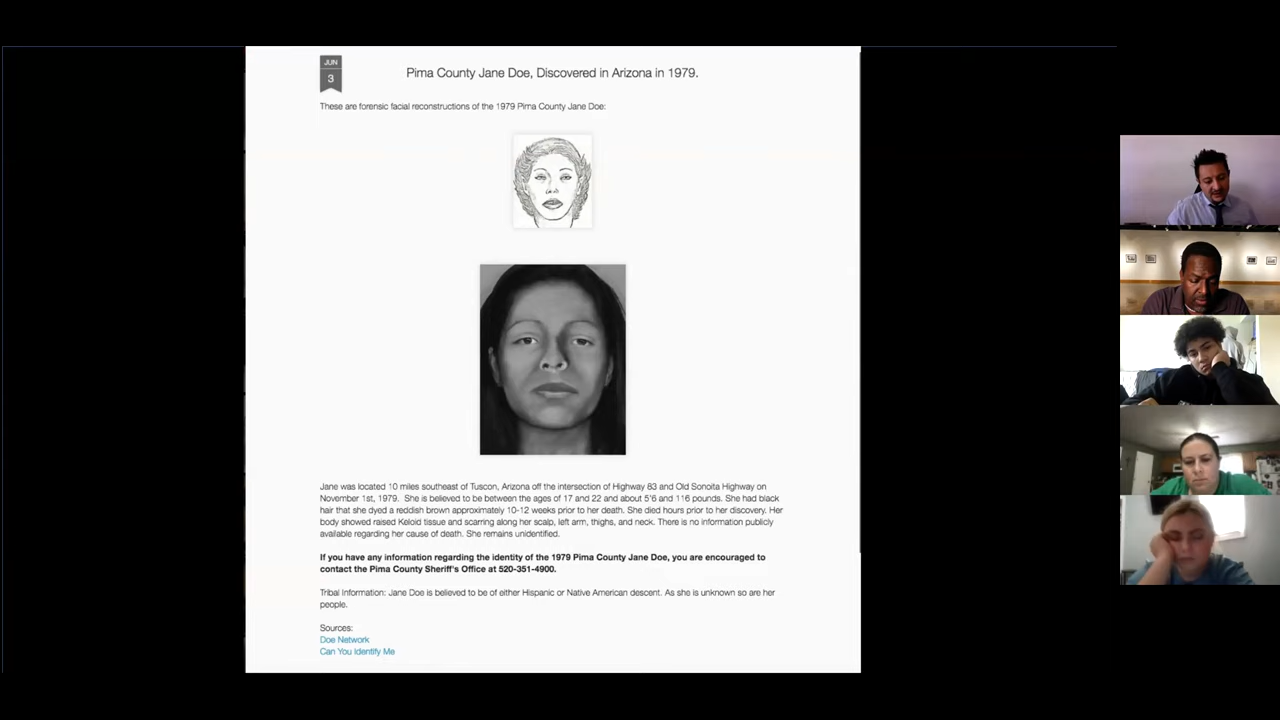 JUN
3
Pima County Jane Doe, Discovered in Arizona in 1979.
These are forensic facial reconstructions of the 1979 Pima County Jane Doe:
Jane was located 10 miles southeast of Tuscon, Arizona off the intersection of Highway 83 and Old Sonoita Highway on
November 1st, 1979.  She is believed to be between the ages of 17 and 22 and about 5'6 and 116 pounds. She had black
hair that she dyed a reddish brown approximately 10-12 weeks prior to her death. She died hours prior to her discovery. Her
body showed raised Keloid tissue and scarring along her scalp, left arm, thighs, and neck. There is no information publicly
available regarding her cause of death. She remains unidentified.
If you have any information regarding the identity of the 1979 Pima County Jane Doe, you are encouraged to
contact the Pima County Sheriff's Office at 520-351-4900.
Tribal Information: Jane Doe is believed to be of either Hispanic or Native American descent. As she is unknown so are her
people.
Sources:
Doe Network
Can You Identify Me